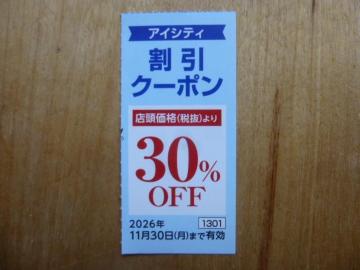 アイシティ
割引
クーポン
店頭価格(税抜)より
30%
OFF
2026年 1301
11月30日(月)まで有効